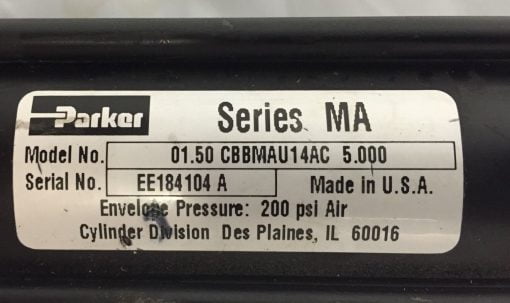 Parker Series MA
Model No. 01.50 CBBMAU14AC 5.000
Serial No. EE184104 A Made in U.S.A.
Envelope Pressure: 200 psi Air
Cylinder Division Des Plaines, IL 60016